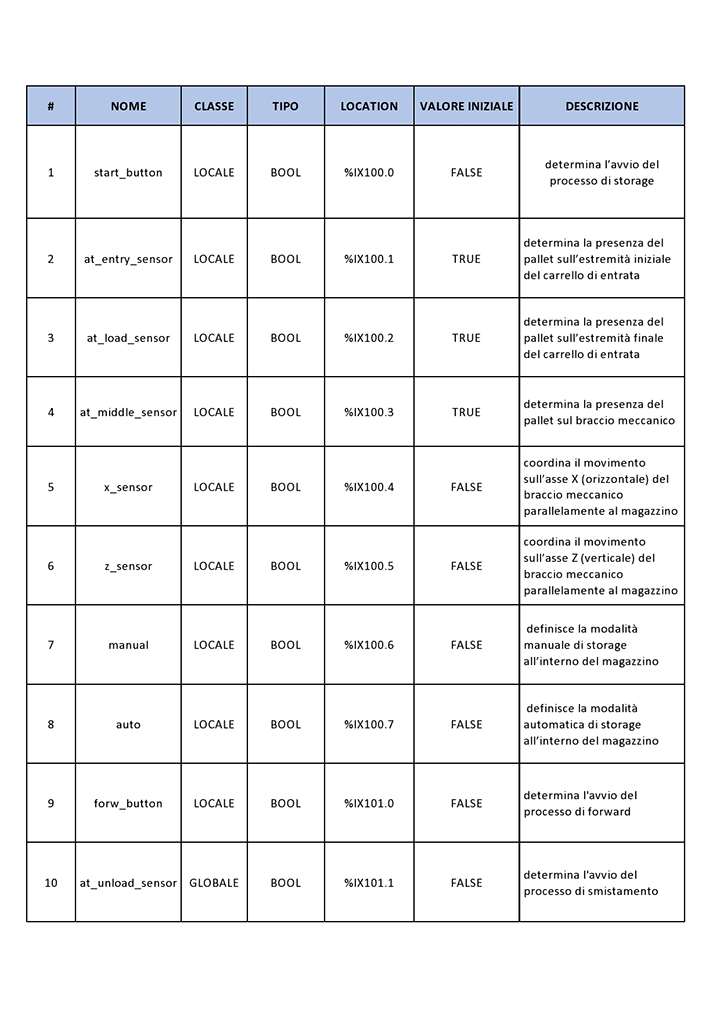 # NOME CLASSE TIPO LOCATION VALORE INIZIALE DESCRIZIONE
1 start_button LOCALE BOOL %IX100.0 FALSE determina l’avvio del
processo di storage
2 at_entry_sensor LOCALE BOOL %IX100.1 TRUE determina la presenza del
pallet sull’estremità iniziale
del carrello di entrata
3 at_load_sensor LOCALE BOOL %IX100.2 TRUE determina la presenza del
pallet sull’estremità finale
del carrello di entrata
4 at_middle_sensor LOCALE BOOL %IX100.3 TRUE determina la presenza del
pallet sul braccio meccanico
5 x_sensor LOCALE BOOL %IX100.4 FALSE coordina il movimento
sull’asse X (orizzontale) del
braccio meccanico
parallelamente al magazzino
6 z_sensor LOCALE BOOL %IX100.5 FALSE coordina il movimento
sull’asse Z (verticale) del
braccio meccanico
parallelamente al magazzino
7 manual LOCALE BOOL %IX100.6 FALSE definisce la modalità
manuale di storage
all’interno del magazzino
8 auto LOCALE BOOL %IX100.7 FALSE definisce la modalità
automatica di storage
all’interno del magazzino
9 forw_button LOCALE BOOL %IX101.0 FALSE determina l'avvio del
processo di forward
10 at_unload_sensor GLOBALE BOOL %IX101.1 FALSE determina l'avvio del
processo di smistamento